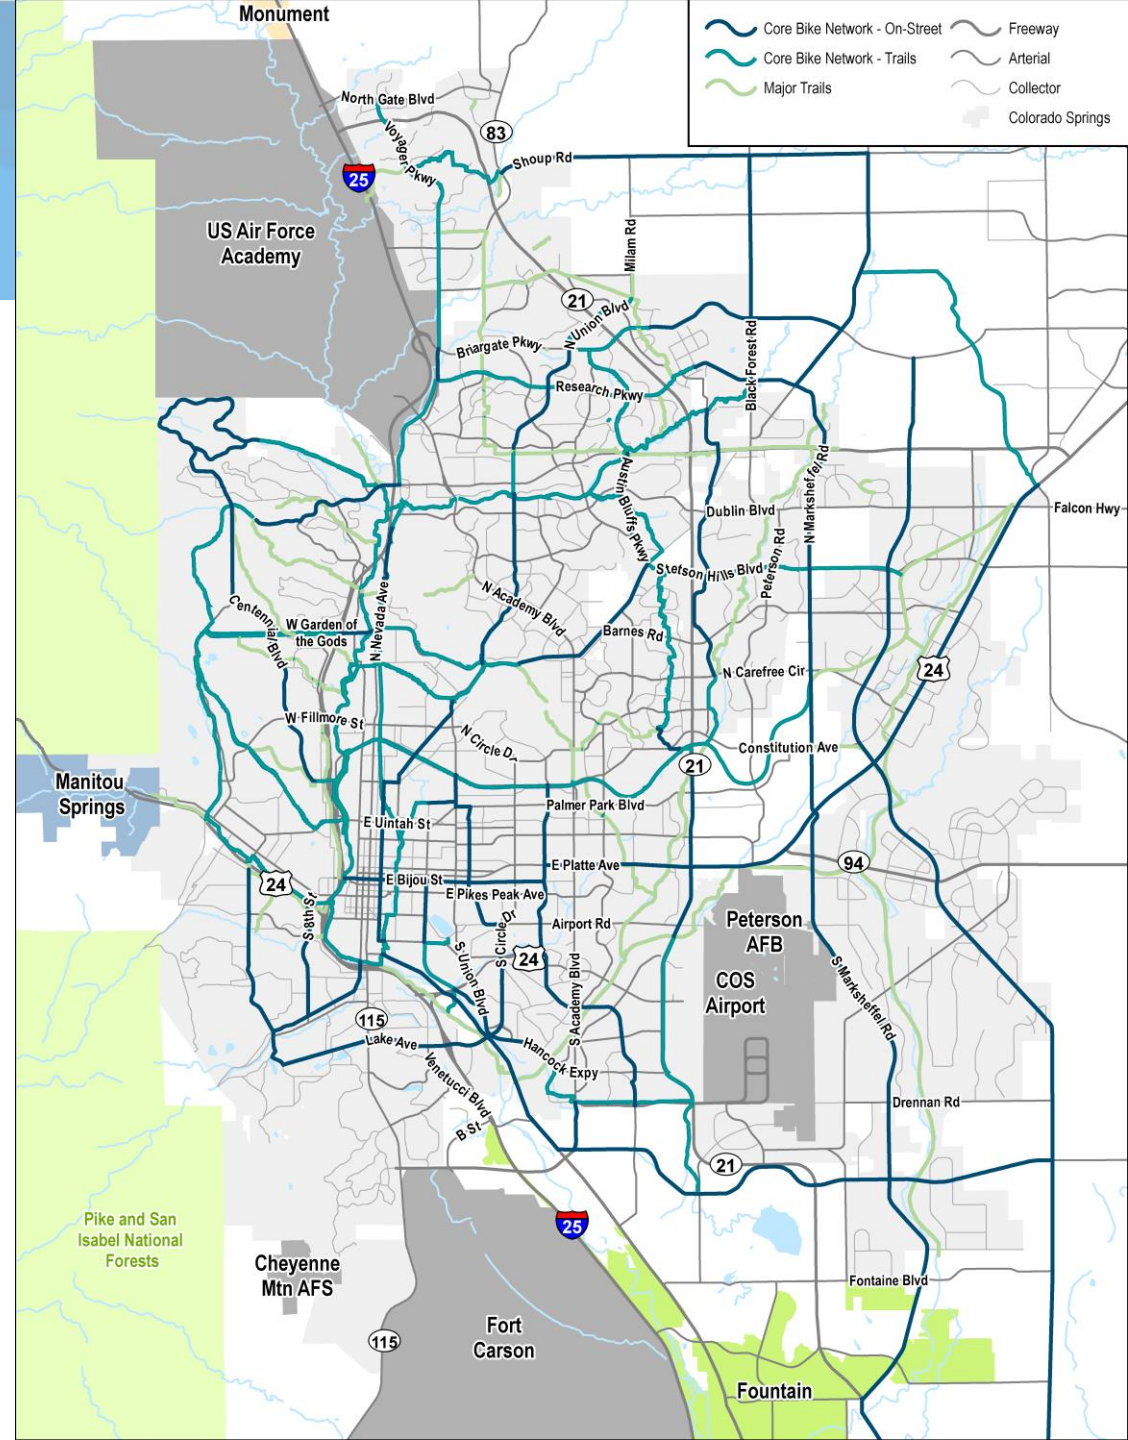 Monument
Core Bike Network - On-Street
Core Bike Network - Trails
Major Trails
Freeway
Arterial
Collector
Colorado Springs
North Gate Blvd
Voyager Pkwy
83
Shoup Rd
25
US Air Force
Academy
Milam Rd
21
N Union Blvd
Briargate Pkwy
Black Forest Rd
Research Pkwy
Austin Bluffs Pkwy
N Marksheffel Rd
Dublin Blvd
Falcon Hwy
Peterson Rd
Stetson Hills Blvd
N Nevada Ave
N Academy Blvd
Centennial Blvd
W Garden of
the Gods
Barnes Rd
N Carefree Cir
24
W Fillmore St
N Circle Dr
Constitution Ave
21
Manitou
Springs
Palmer Park Blvd
E Uintah St
E Platte Ave
94
24
E Bijou St
E Pikes Peak Ave
S 8th St
Airport Rd
Peterson
AFB
S Circle Dr
S Union Blvd
24
S Academy Blvd
COS
Airport
S Marksheffel Rd
115
Lake Ave
Hancock Expy
Venetucci Blvd
B St
Drennan Rd
21
Pike and San
Isabel National
Forests
25
Cheyenne
Mtn AFS
Fontaine Blvd
Fort
Carson
115
Fountain